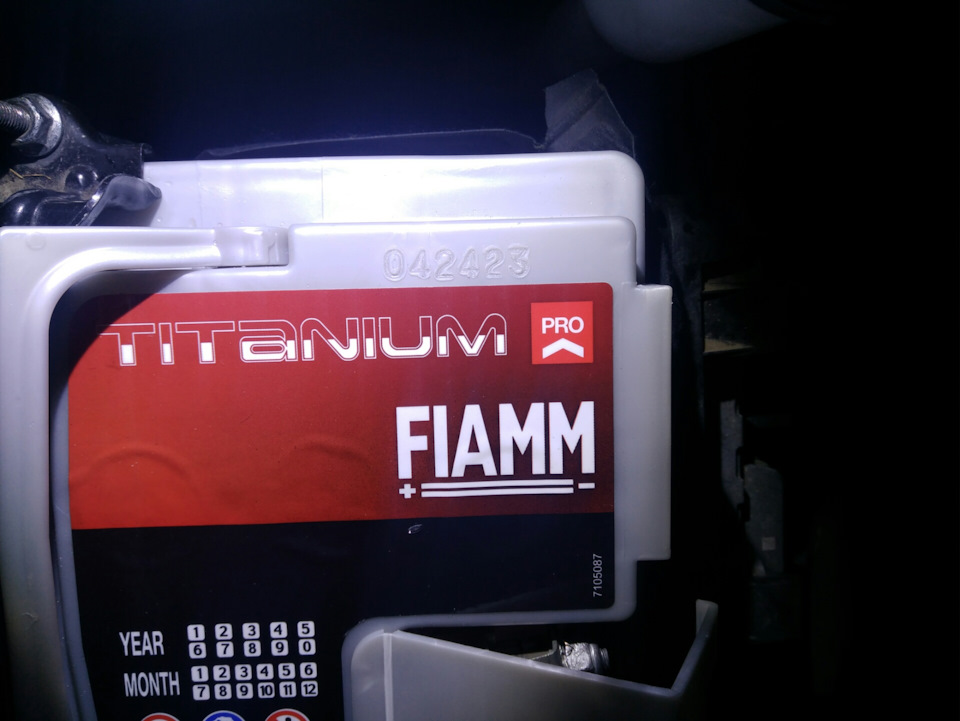 042423
TITANIUM
PRO
FIAMM
+ -
7105087
YEAR 1 2 3 4 5
6 7 8 9 0
MONTH 1 2 3 4 5 6
7 8 9 10 11 12